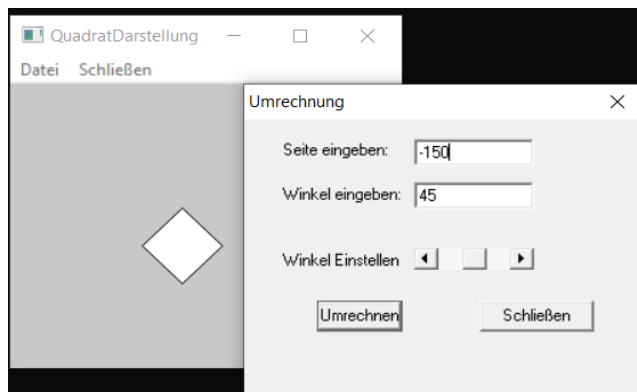 QuadratDarstellung
Datei Schließen
Umrechnung
Seite eingeben: -150
Winkel eingeben: 45
Winkel Einstellen
Umrechnen Schließen